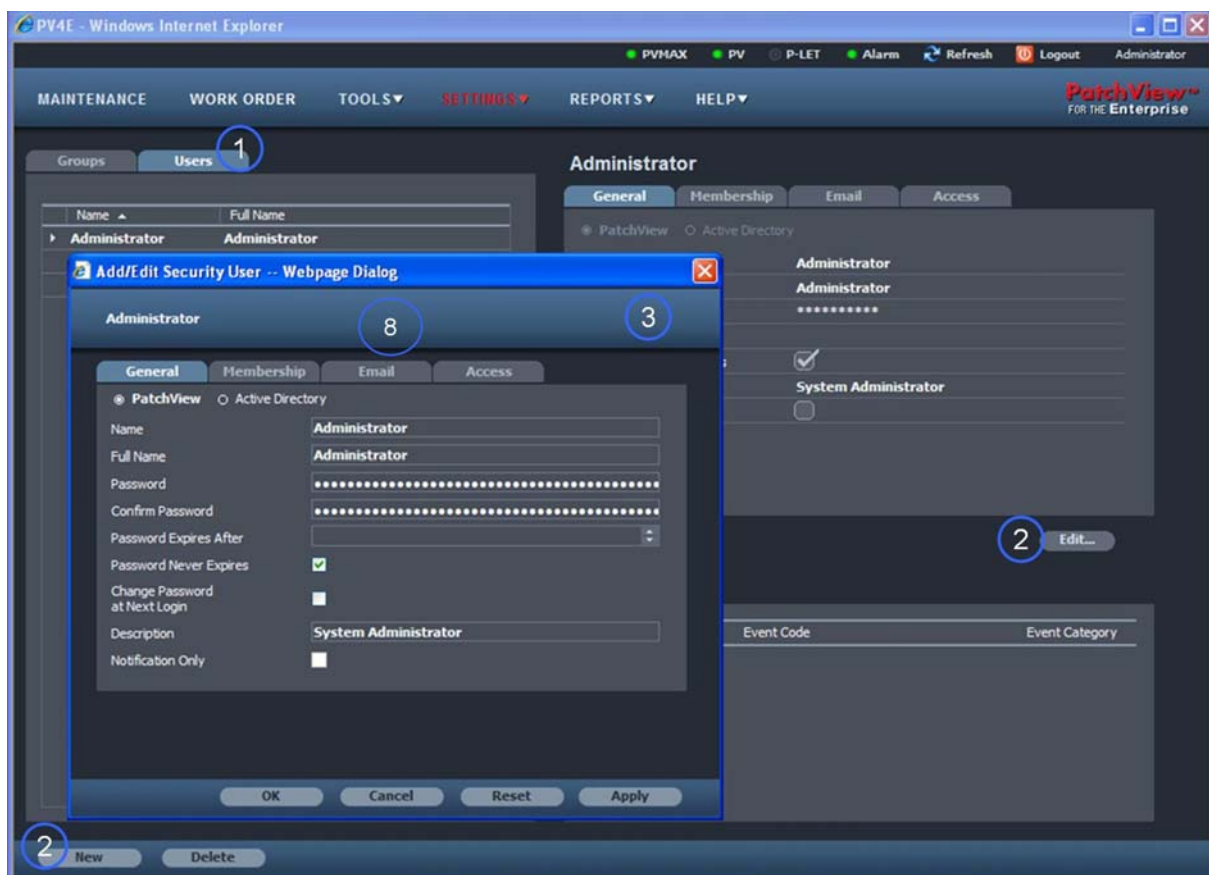 PV4E - Windows Internet Explorer
PVMAX PV P-LET Alarm Refresh Logout Administrator
MAINTENANCE WORK ORDER TOOLS▼ SETTINGS▼ REPORTS▼ HELP▼
PatchView™
FOR THE Enterprise
Groups Users 1
Name ▲ Full Name
Administrator Administrator
Administrator
General Membership Email Access
PatchView Active Directory
Administrator
Administrator
**********
System Administrator
2 Edit...
Event Code Event Category
Add/Edit Security User -- Webpage Dialog
Administrator 8 3
General Membership Email Access
PatchView Active Directory
Name Administrator
Full Name Administrator
Password
Confirm Password
Password Expires After
Password Never Expires
Change Password
at Next Login
Description System Administrator
Notification Only
OK Cancel Reset Apply
2 New Delete